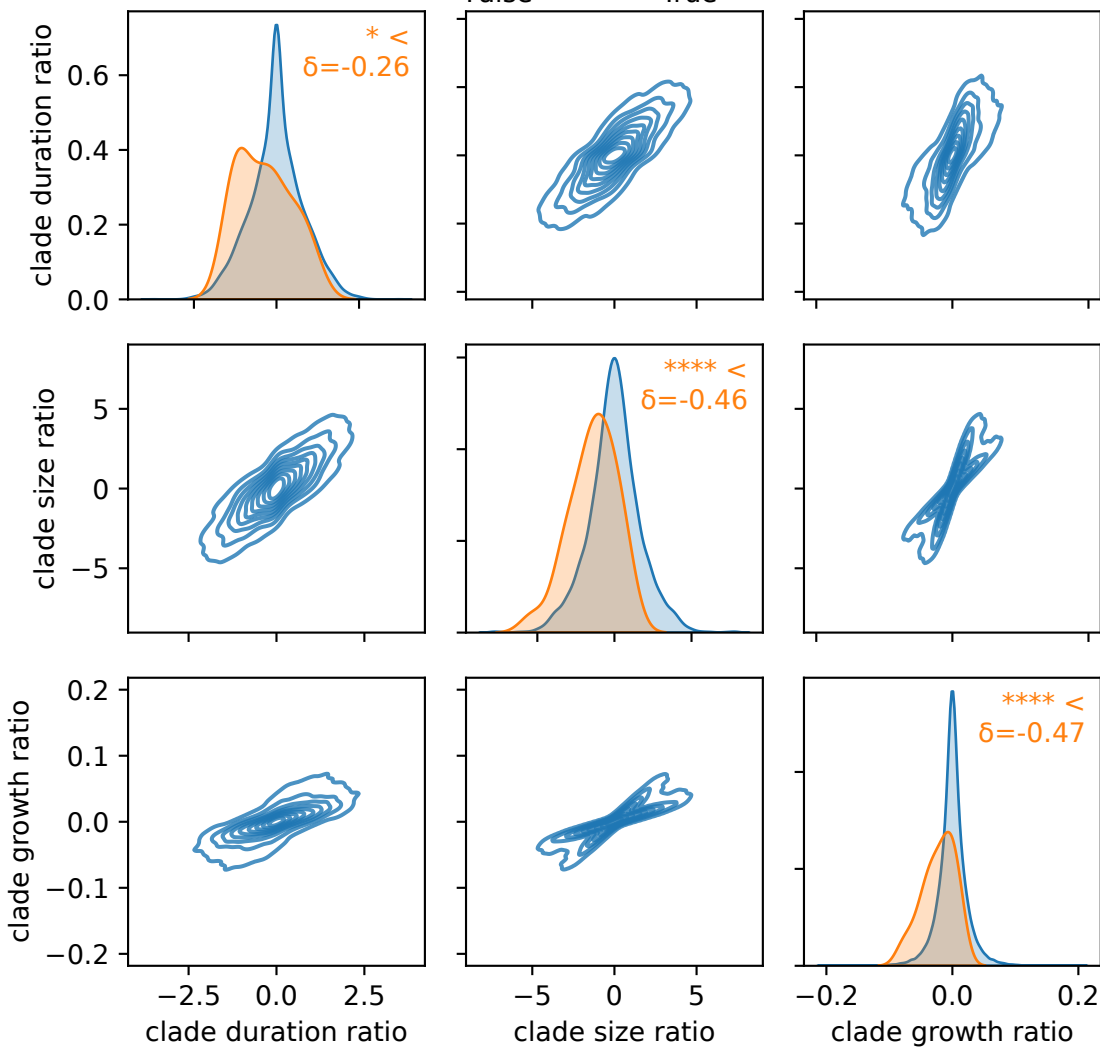 * <
δ=-0.26
clade duration ratio
0.6
0.4
0.2
0.0
**** <
δ=-0.46
clade size ratio
5
0
−5
**** <
δ=-0.47
clade growth ratio
0.2
0.1
0.0
−0.1
−0.2
−2.5 0.0 2.5
−5 0 5
−0.2 0.0 0.2
clade duration ratio
clade size ratio
clade growth ratio